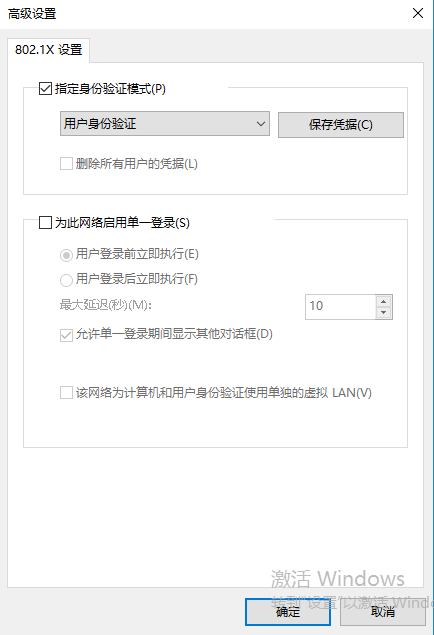 高级设置
802.1X 设置
指定身份验证模式(P)
用户身份验证
保存凭据(C)
删除所有用户的凭据(L)
为此网络启用单一登录(S)
用户登录前立即执行(E)
用户登录后立即执行(F)
最大延迟(秒)(M):
10
允许单一登录期间显示其他对话框(D)
该网络为计算机和用户身份验证使用单独的虚拟 LAN(V)
激活 Windows
转到"设置"以激活 Wind
确定
取消